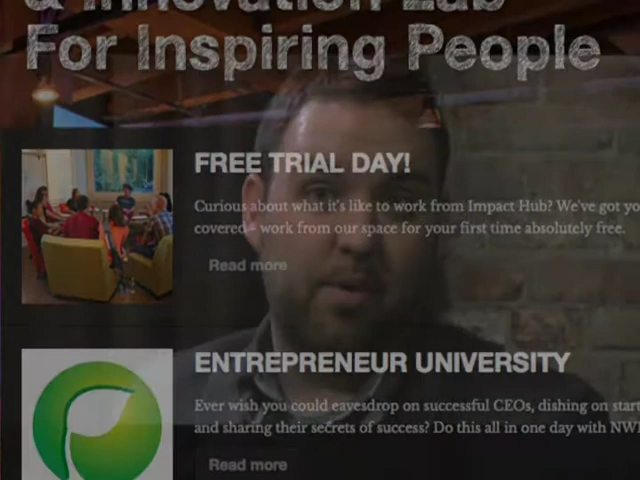 & Innovation Lab
For Inspiring People
FREE TRIAL DAY!
Curious about what it's like to work from Impact Hub? We've got yo
covered - work from our space for your first time absolutely free.
Read more
ENTREPRENEUR UNIVERSITY
Ever wish you could eavesdrop on successful CEOs, dishing on start
and sharing their secrets of success? Do this all in one day with NW
Read more